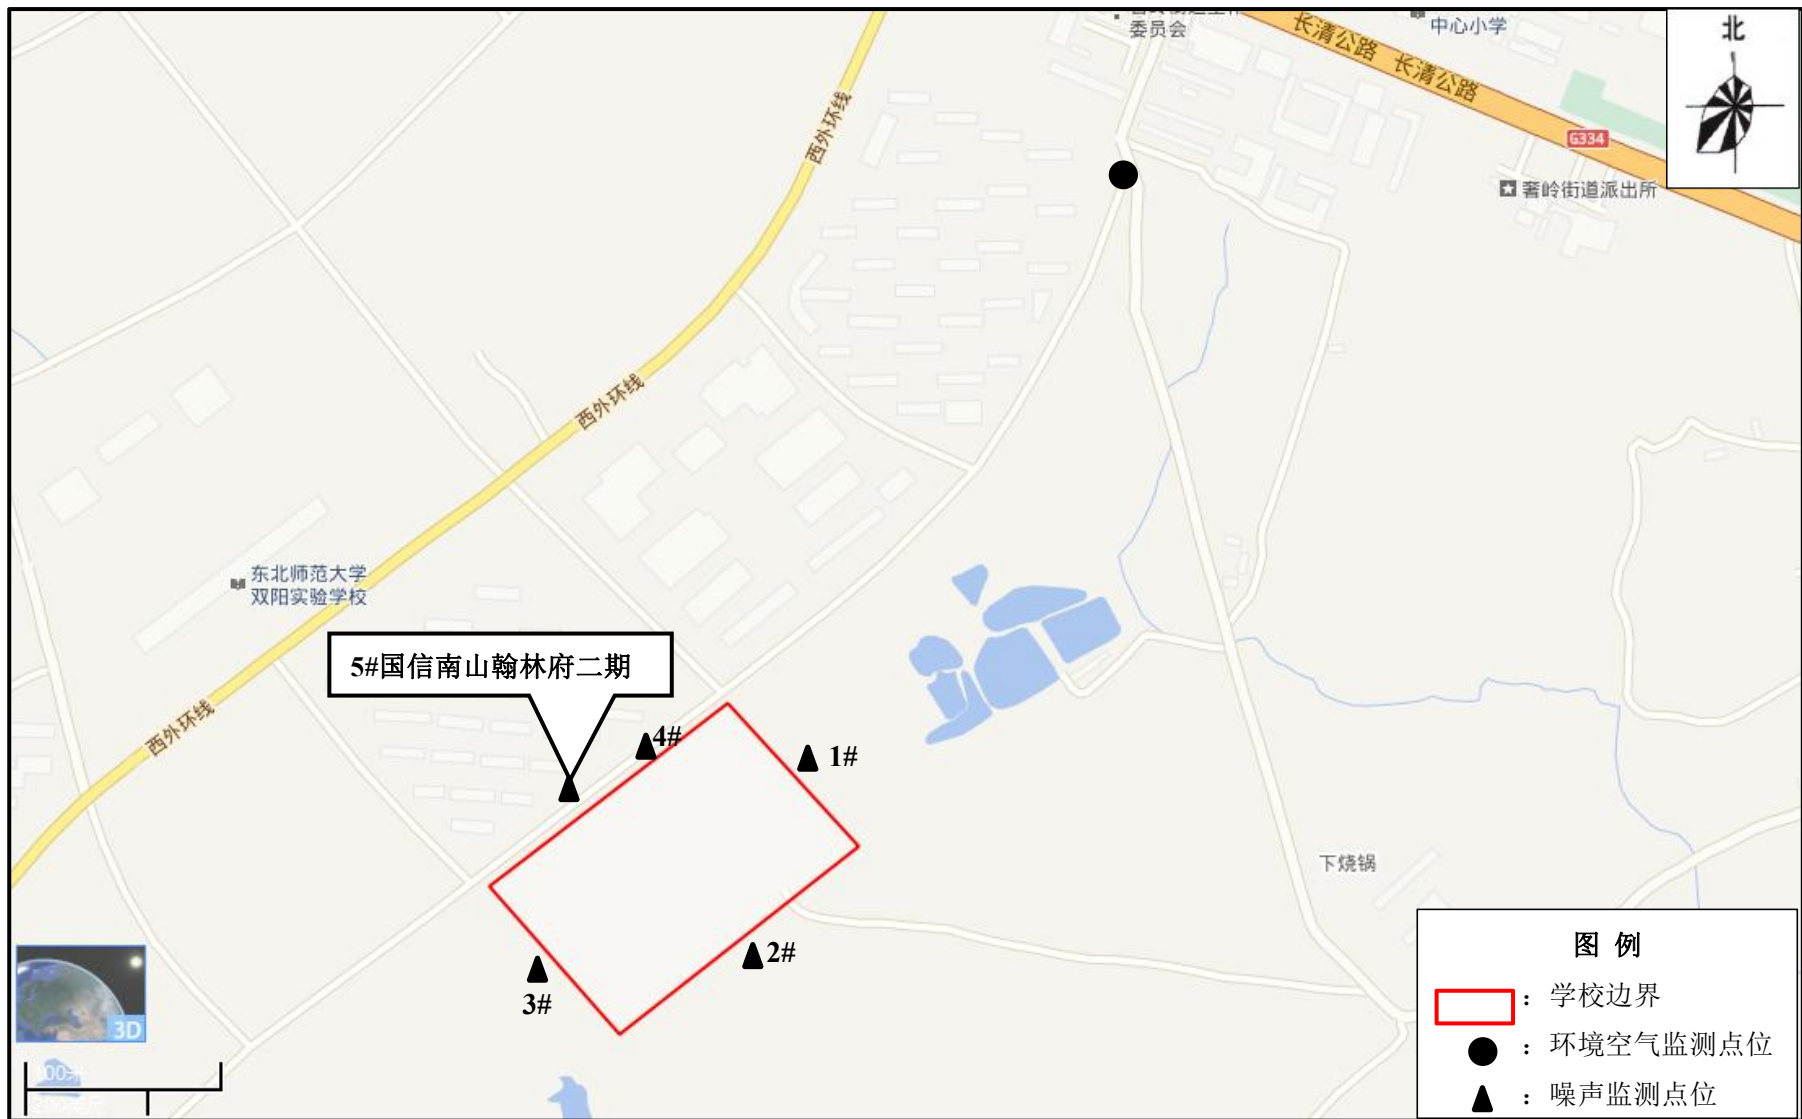 委员会
长清公路 长清公路
中心小学
北
西外环线
G334
奢岭街道派出所
西外环线
东北师范大学
双阳实验学校
5#国信南山翰林府二期
西外环线
4#
1#
下烧锅
2#
3#
图 例
：学校边界
：环境空气监测点位
：噪声监测点位
3D